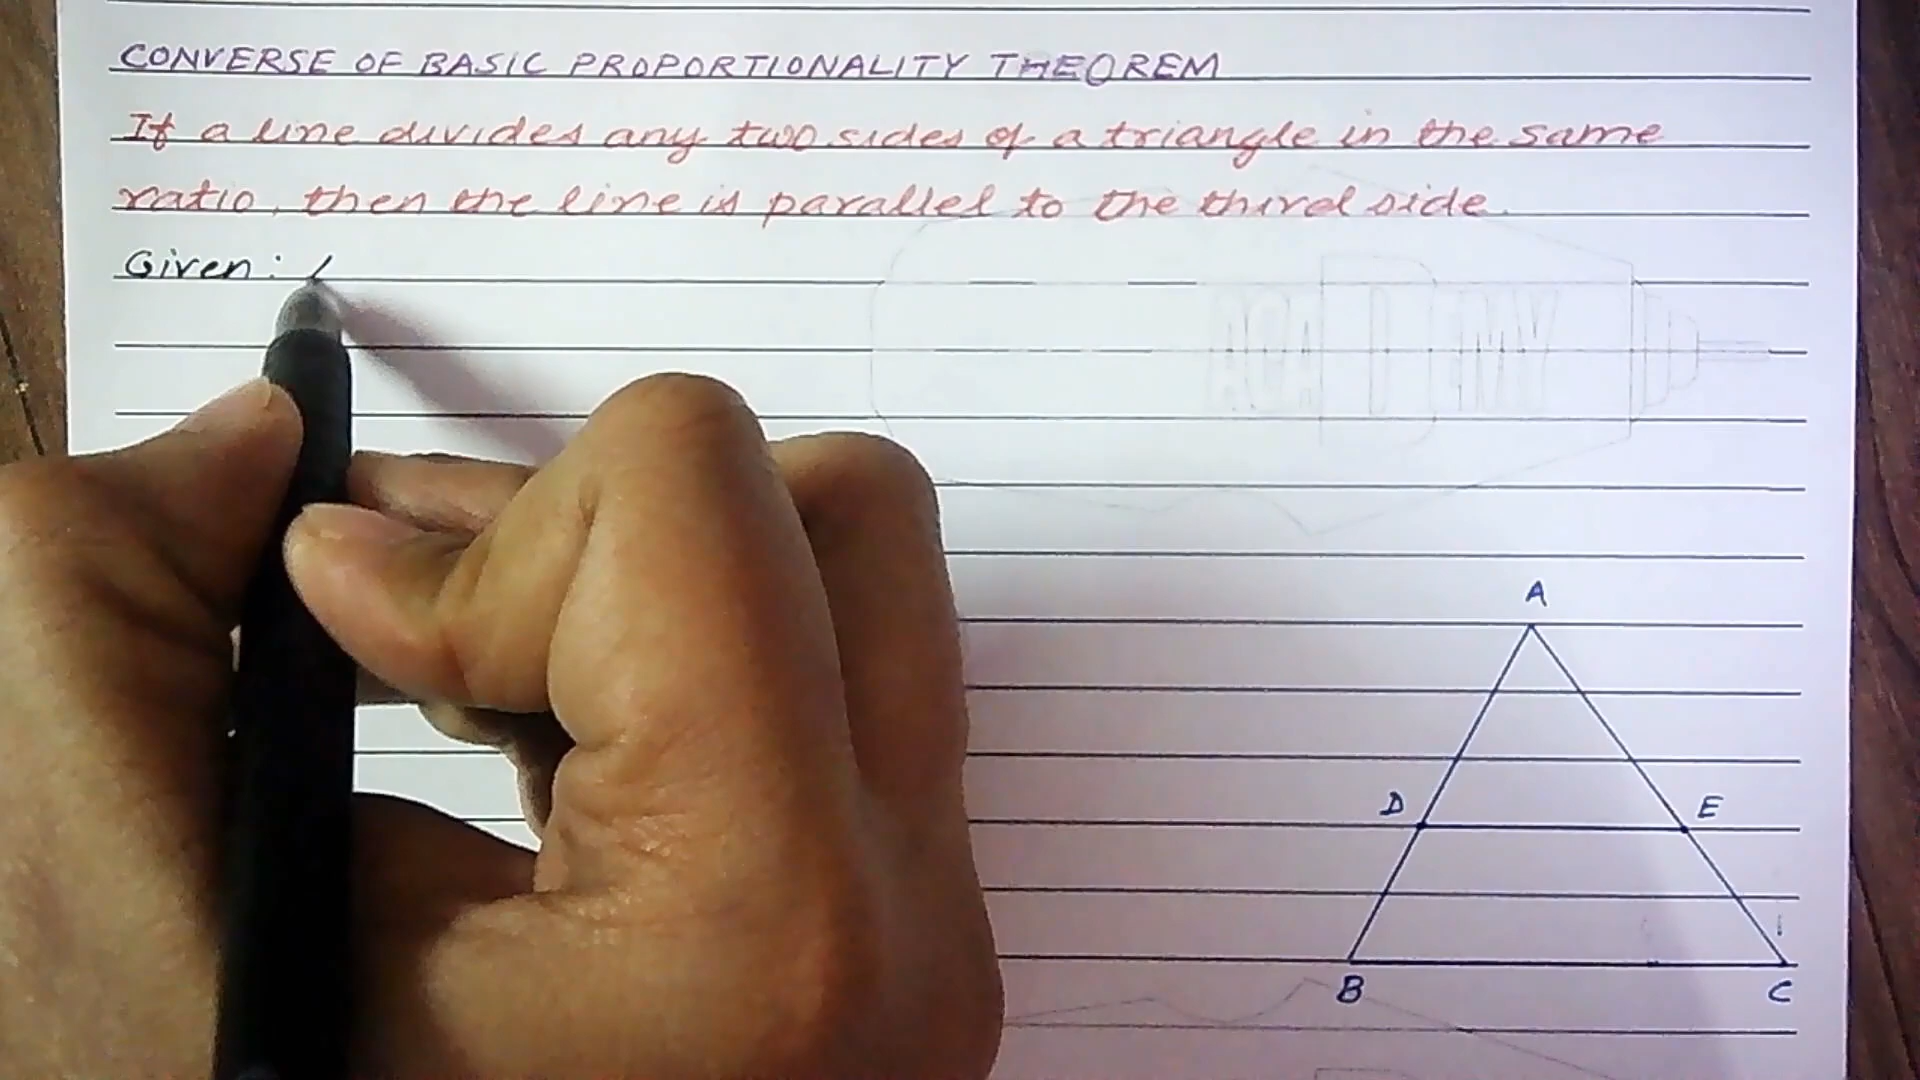 CONVERSE OF BASIC PROPORTIONALITY THEOREM
If a line divides any two sides of a triangle in the same
ratio, then the line is parallel to the third side.
Given:
ACADEMY
A
D E
B C